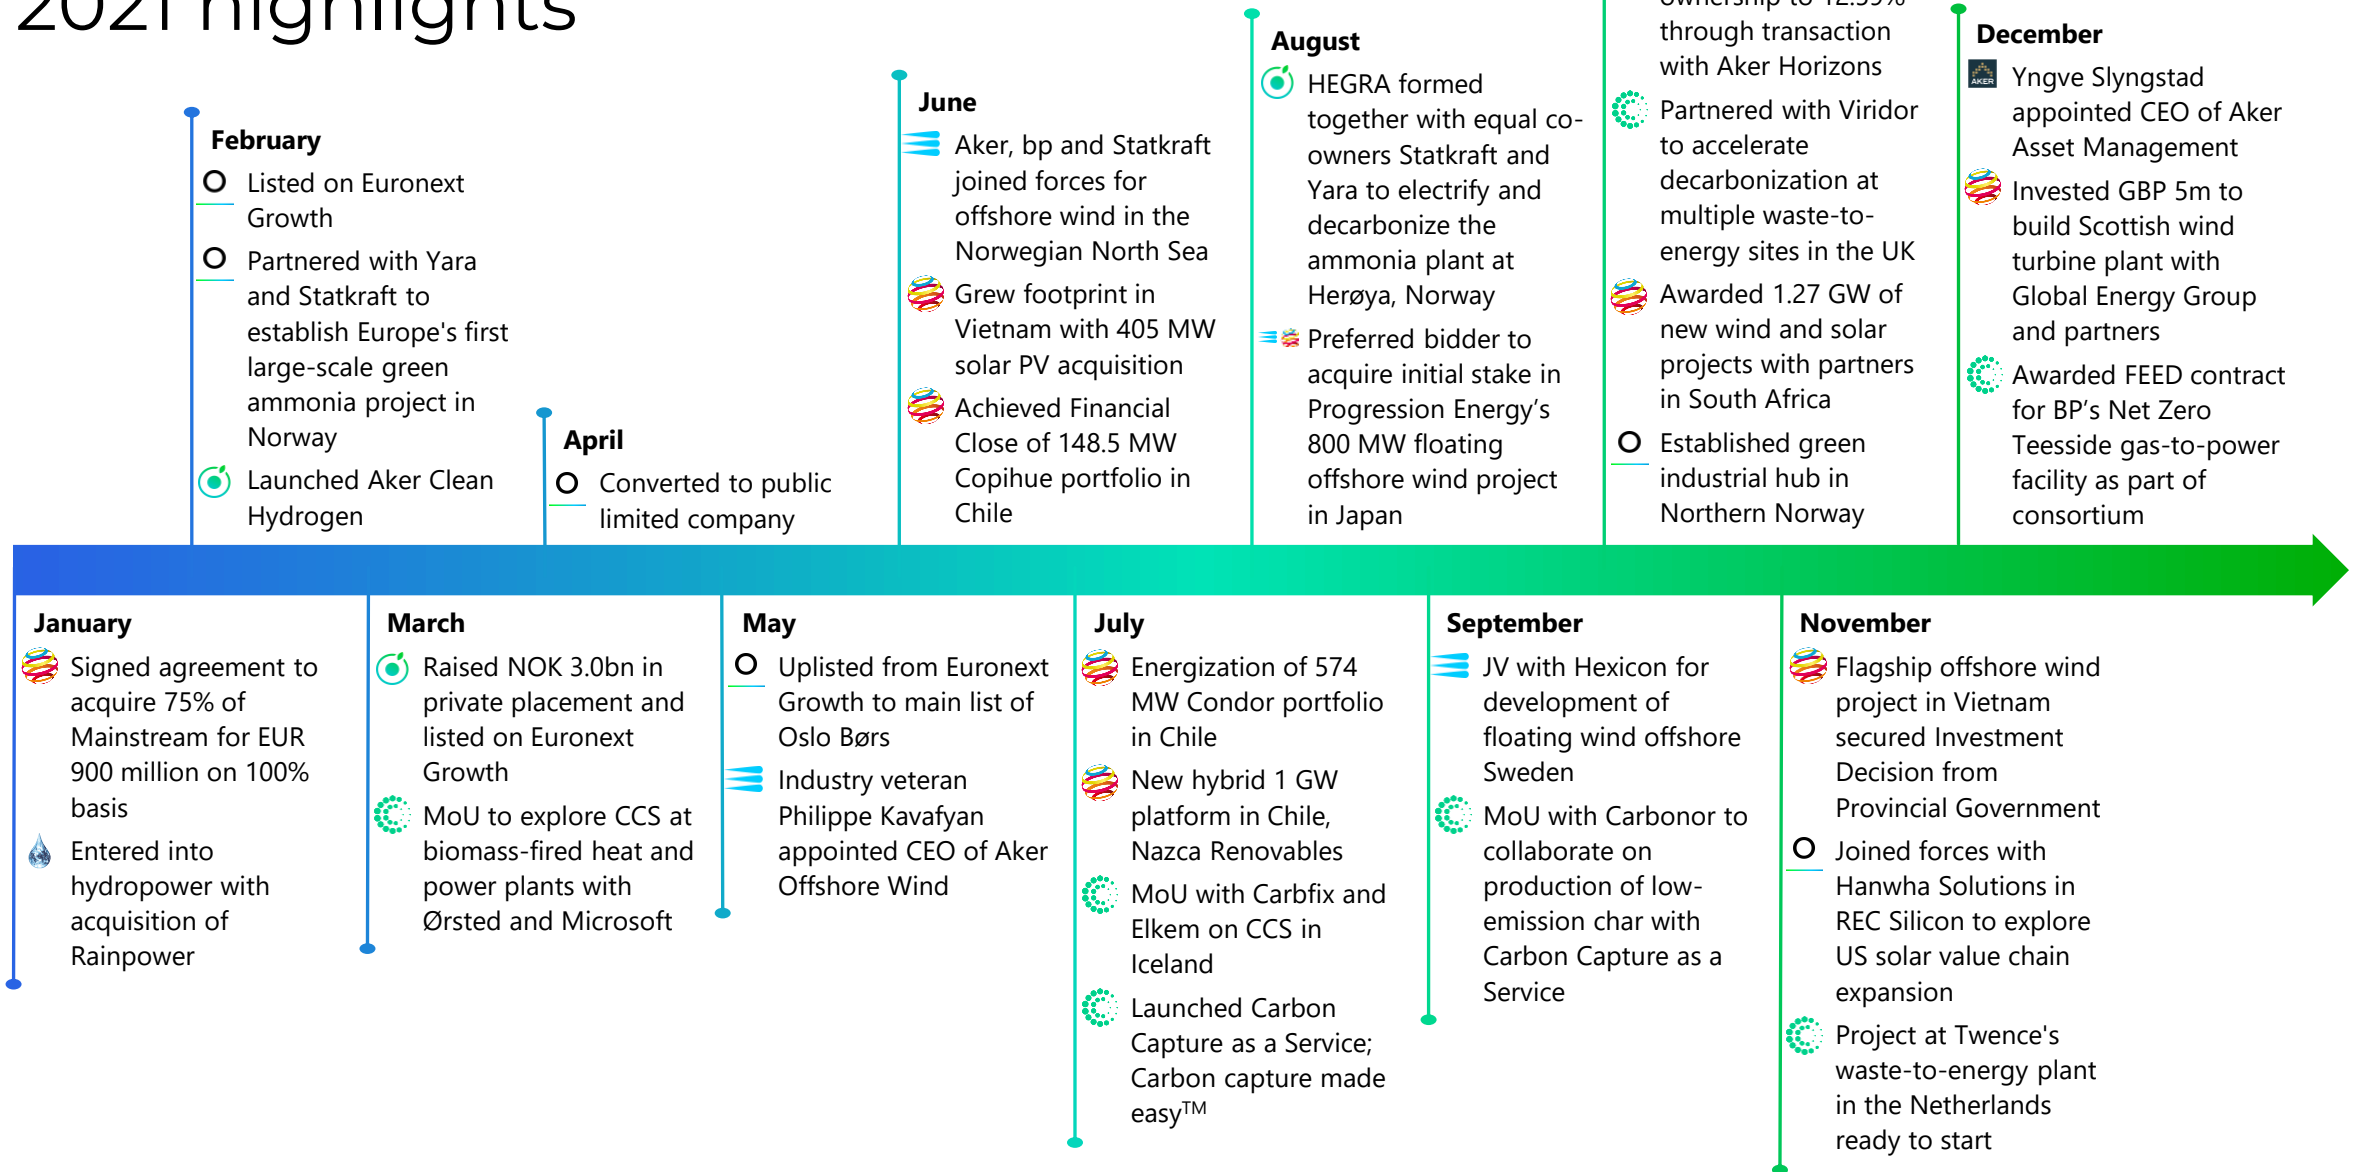 2021 highlights
February
Listed on Euronext
Growth
Partnered with Yara
and Statkraft to
establish Europe's first
large-scale green
ammonia project in
Norway
Launched Aker Clean
Hydrogen
April
Converted to public
limited company
June
Aker, bp and Statkraft
joined forces for
offshore wind in the
Norwegian North Sea
Grew footprint in
Vietnam with 405 MW
solar PV acquisition
Achieved Financial
Close of 148.5 MW
Copihue portfolio in
Chile
August
HEGRA formed
together with equal co-
owners Statkraft and
Yara to electrify and
decarbonize the
ammonia plant at
Herøya, Norway
Preferred bidder to
acquire initial stake in
Progression Energy’s
800 MW floating
offshore wind project
in Japan
ownership to
through transaction
with Aker Horizons
Partnered with Viridor
to accelerate
decarbonization at
multiple waste-to-
energy sites in the UK
Awarded 1.27 GW of
new wind and solar
projects with partners
in South Africa
Established green
industrial hub in
Northern Norway
December
AKER
Yngve Slyngstad
appointed CEO of Aker
Asset Management
Invested GBP 5m to
build Scottish wind
turbine plant with
Global Energy Group
and partners
Awarded FEED contract
for BP’s Net Zero
Teesside gas-to-power
facility as part of
consortium
January
Signed agreement to
acquire 75% of
Mainstream for EUR
900 million on 100%
basis
Entered into
hydropower with
acquisition of
Rainpower
March
Raised NOK 3.0bn in
private placement and
listed on Euronext
Growth
MoU to explore CCS at
biomass-fired heat and
power plants with
Ørsted and Microsoft
May
Uplisted from Euronext
Growth to main list of
Oslo Børs
Industry veteran
Philippe Kavafyan
appointed CEO of Aker
Offshore Wind
July
Energization of 574
MW Condor portfolio
in Chile
New hybrid 1 GW
platform in Chile,
Nazca Renovables
MoU with Carbfix and
Elkem on CCS in
Iceland
Launched Carbon
Capture as a Service;
Carbon capture made
easy™
September
JV with Hexicon for
development of
floating wind offshore
Sweden
MoU with Carbonor to
collaborate on
production of low-
emission char with
Carbon Capture as a
Service
November
Flagship offshore wind
project in Vietnam
secured Investment
Decision from
Provincial Government
Joined forces with
Hanwha Solutions in
REC Silicon to explore
US solar value chain
expansion
Project at Twence's
waste-to-energy plant
in the Netherlands
ready to start